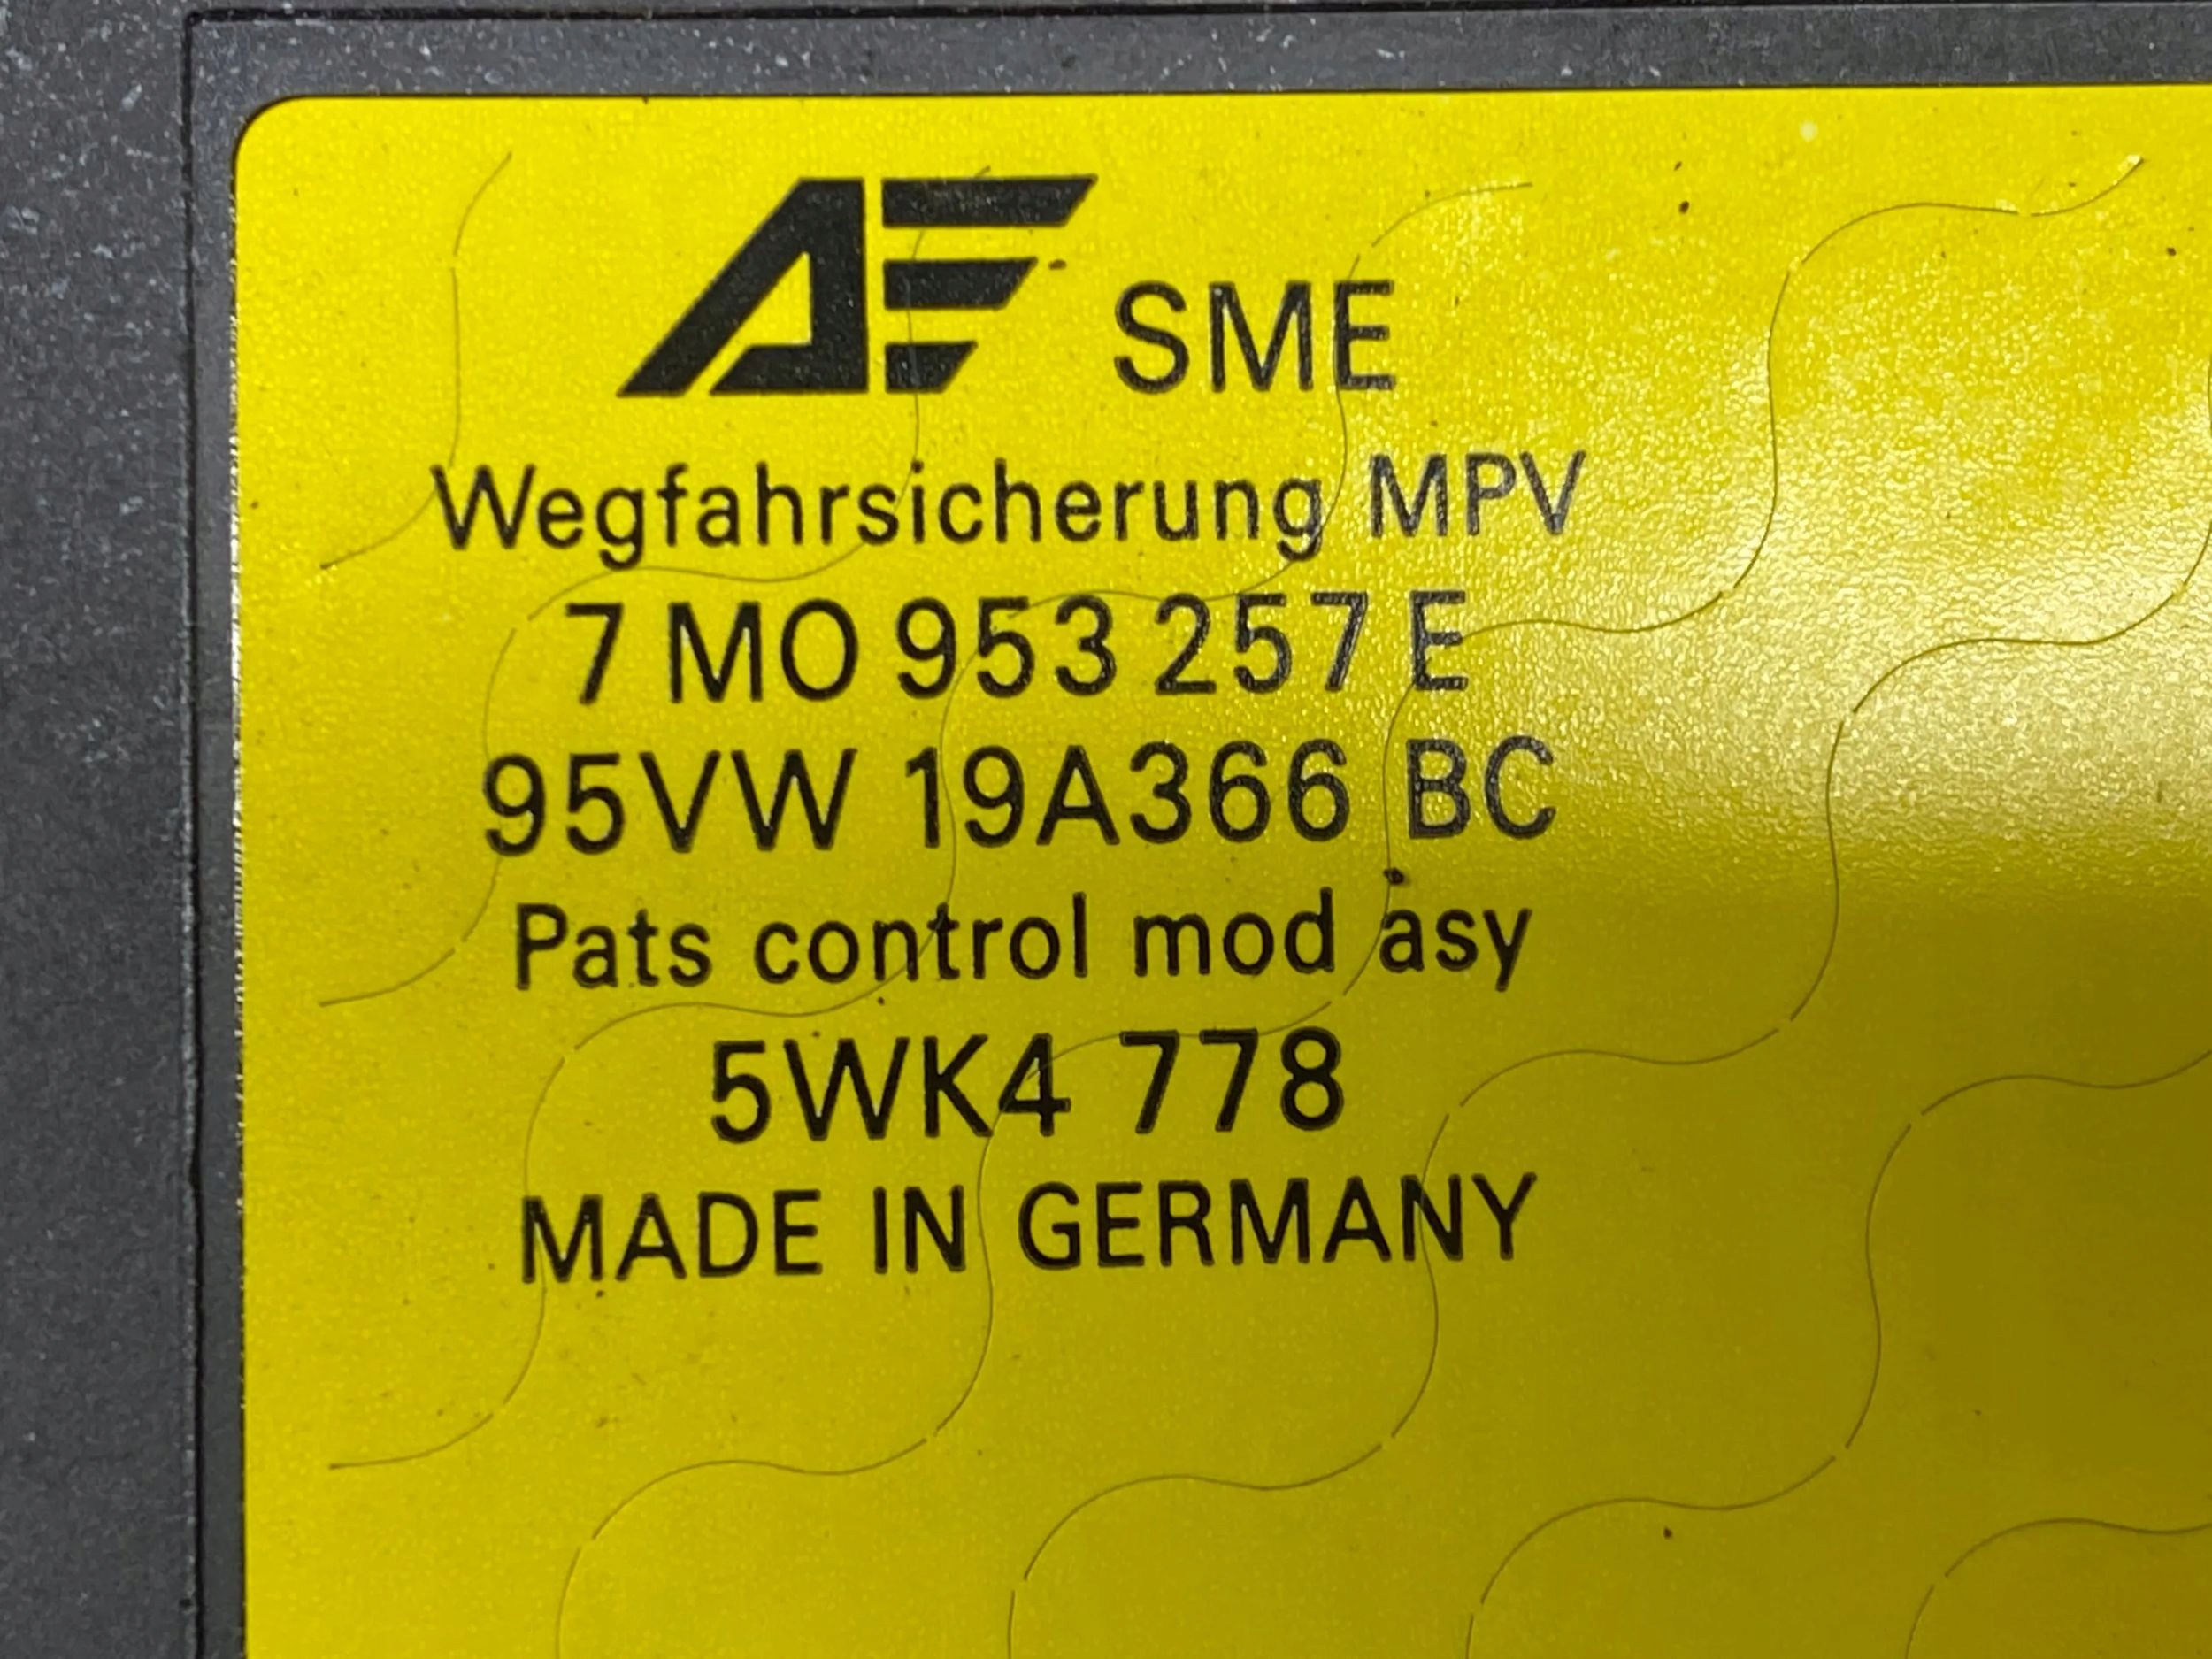 AE SME
Wegfahrsicherung MPV
7 M0 953 257 E
95VW 19A366 BC
Pats control mod asy
5WK4 778
MADE IN GERMANY